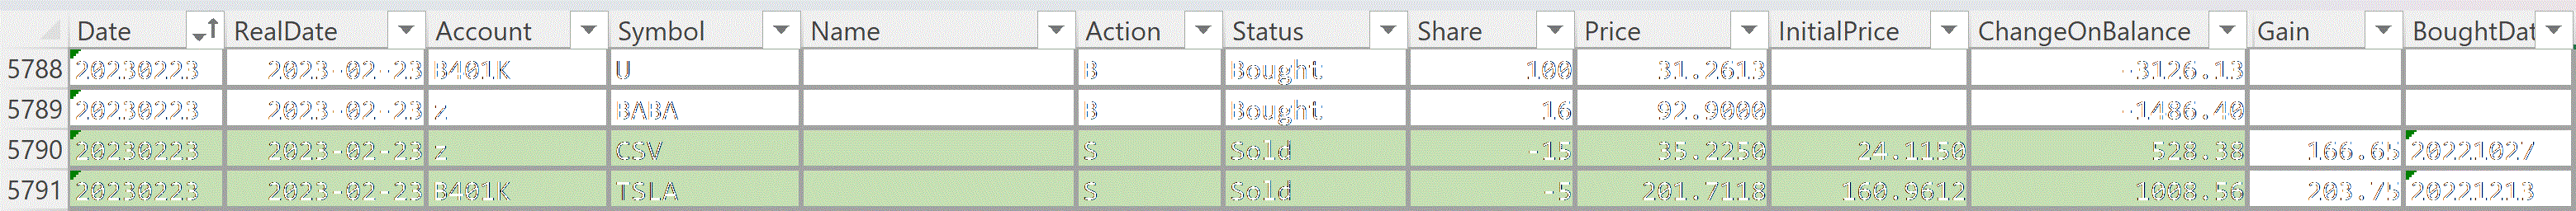 Date RealDate Account Symbol Name Action Status Share Price InitialPrice ChangeOnBalance Gain BoughtDat
5788 20230223 2023-02-23 B401K U B Bought 100 31.2613 -3126.13
5789 20230223 2023-02-23 z BABA B Bought 16 92.9000 -1486.40
5790 20230223 2023-02-23 z CSV S Sold -15 35.2250 24.1150 528.38 166.65 20221027
5791 20230223 2023-02-23 B401K TSLA S Sold -5 201.7118 160.9612 1008.56 203.75 20221213